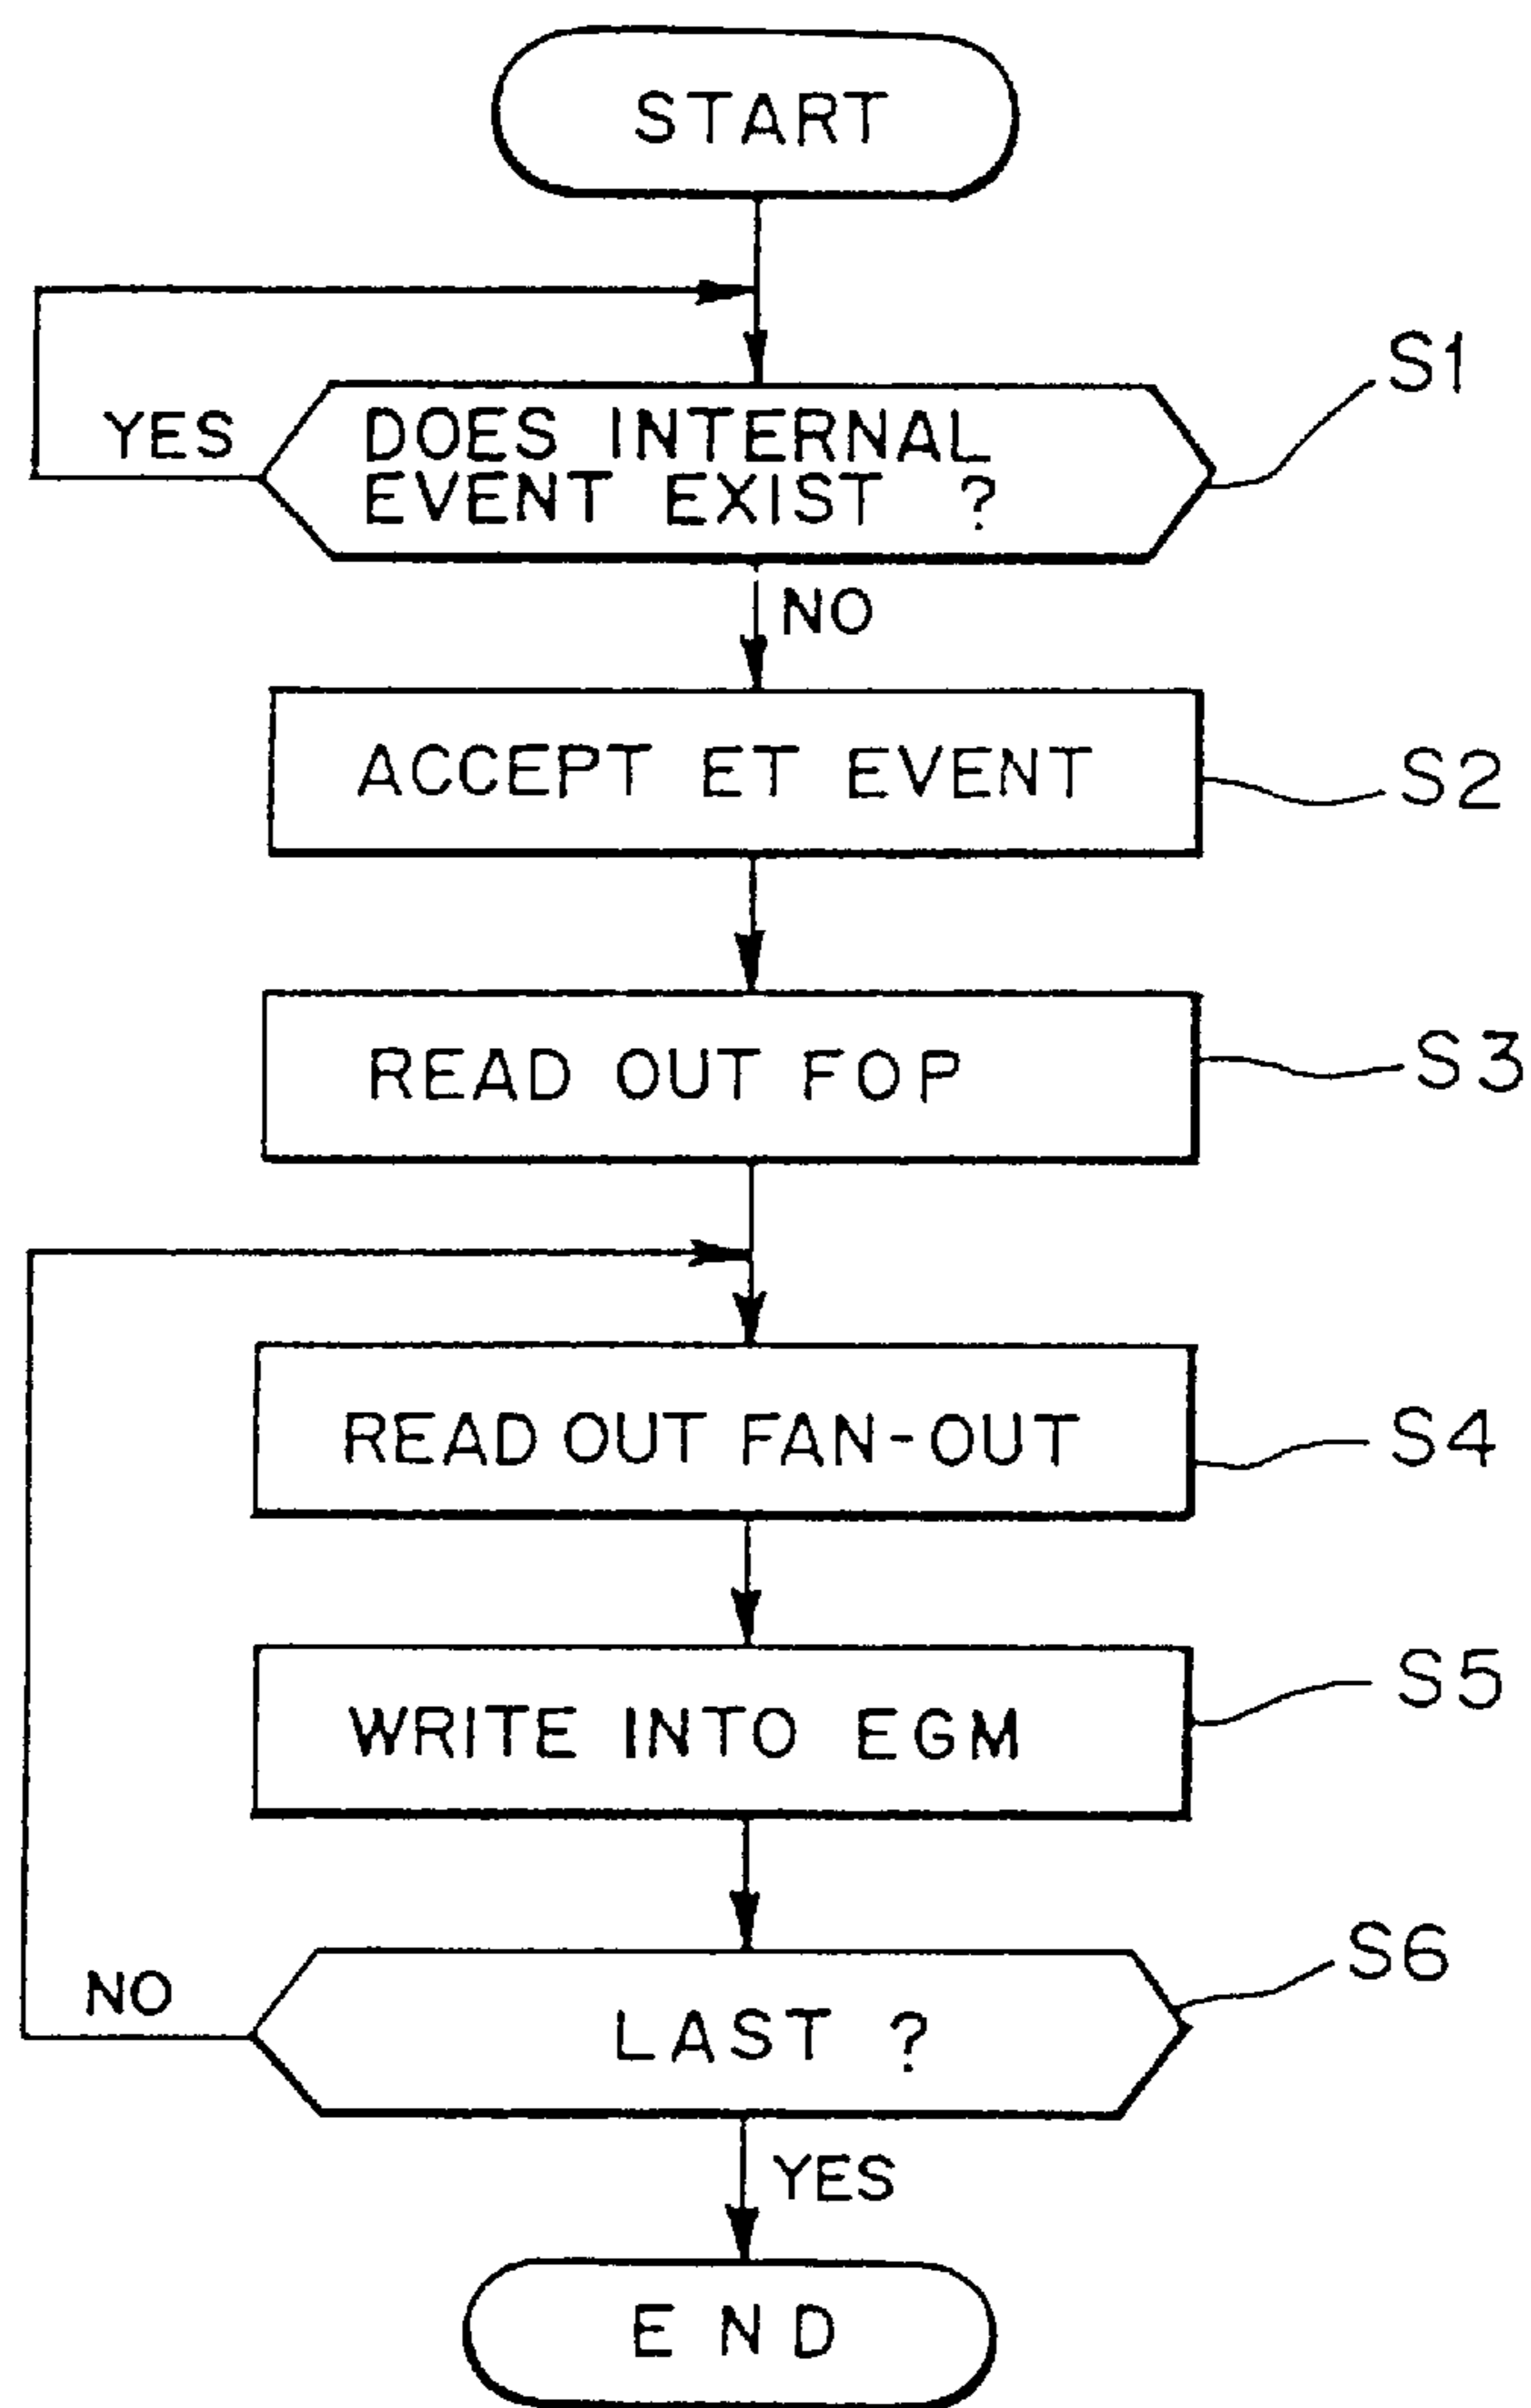 START
S1
YES
DOES INTERNAL
EVENT EXIST ?
NO
ACCEPT ET EVENT
S2
READ OUT FOP
S3
READ OUT FAN-OUT
S4
WRITE INTO EGM
S5
S6
NO
LAST ?
YES
END